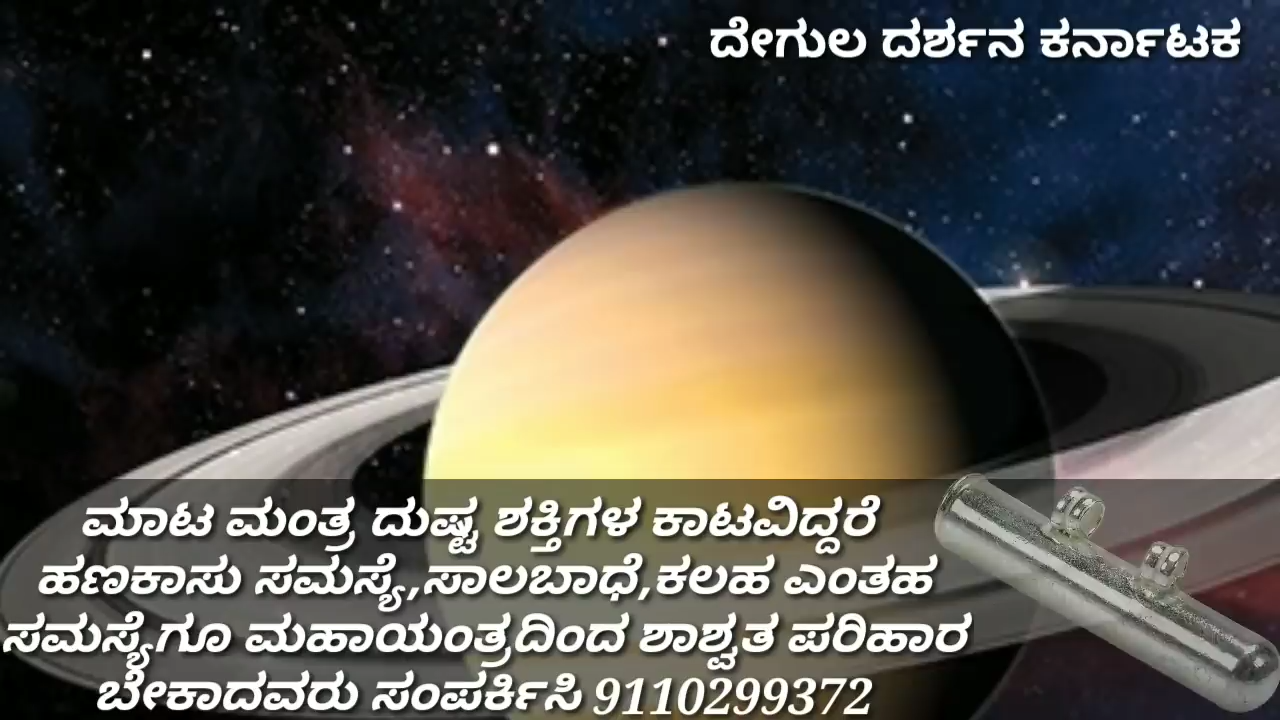 ದೇಗುಲ ದರ್ಶನ ಕರ್ನಾಟಕ
ಮಾಟ ಮಂತ್ರ ದುಷ್ಟ ಶಕ್ತಿಗಳ ಕಾಟವಿದ್ದರೆ
ಹಣಕಾಸು ಸಮಸ್ಯೆ,ಸಾಲಬಾಧೆ,ಕಲಹ ಎಂತಹ
ಸಮಸ್ಯೆಗೂ ಮಹಾಯಂತ್ರದಿಂದ ಶಾಶ್ವತ ಪರಿಹಾರ
ಬೇಕಾದವರು ಸಂಪರ್ಕಿಸಿ 9110299372